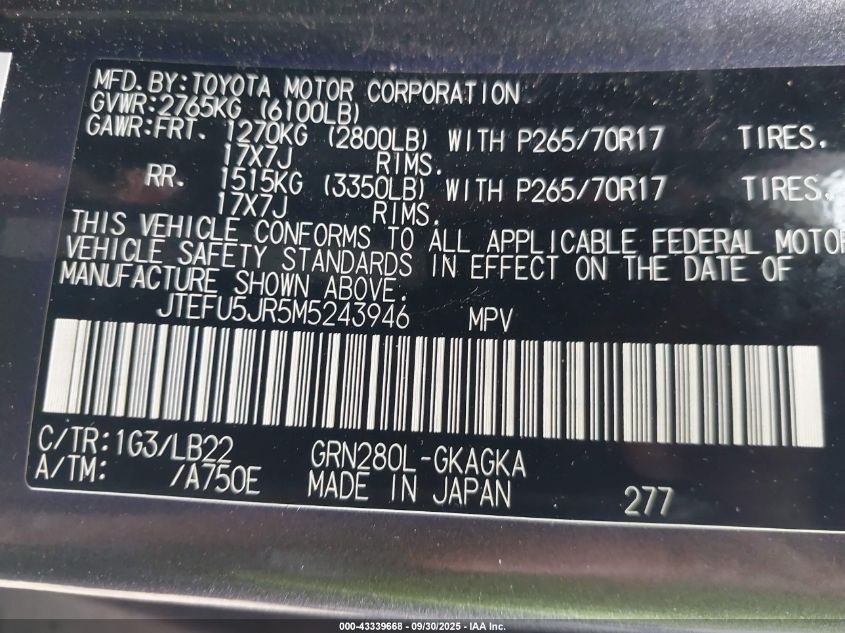 MFD. BY: TOYOTA MOTOR CORPORATION
GVWR: 2765KG (6100LB)
GAWR: FRT. 1270KG (2800LB) WITH P265/70R17 TIRES.
17X7J RIMS.
RR. 1515KG (3350LB) WITH P265/70R17 TIRES.
17X7J RIMS.
THIS VEHICLE CONFORMS TO ALL APPLICABLE FEDERAL MOTOR
VEHICLE SAFETY STANDARDS IN EFFECT ON THE DATE OF
MANUFACTURE SHOWN ABOVE.
JTEFU5JR5M5243946 MPV
C/TR: 1G3/LB22 GRN280L-GKAGKA
A/TM: /A750E MADE IN JAPAN 277
000-43339668 - 09/30/2025 - IAA Inc.